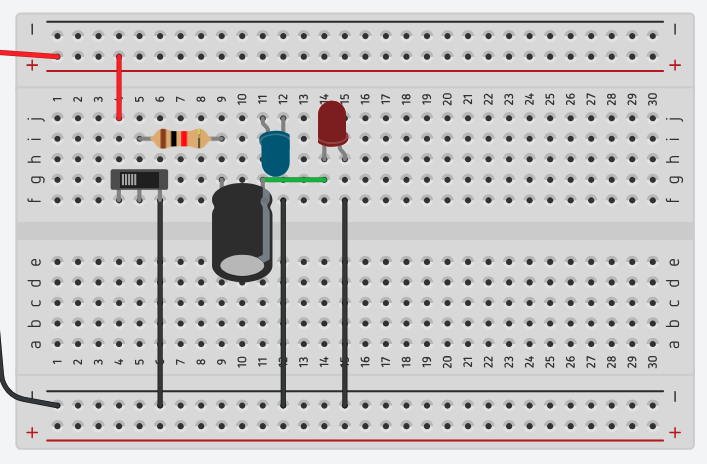 − −
+ +
1 2 3 4 5 6 7 8 9 10 11 12 13 14 15 16 17 18 19 20 21 22 23 24 25 26 27 28 29 30
j j
i i
h h
g g
f f
e e
d d
c c
b b
a a
1 2 3 4 5 6 7 8 9 10 11 12 13 14 15 16 17 18 19 20 21 22 23 24 25 26 27 28 29 30
− −
+ +